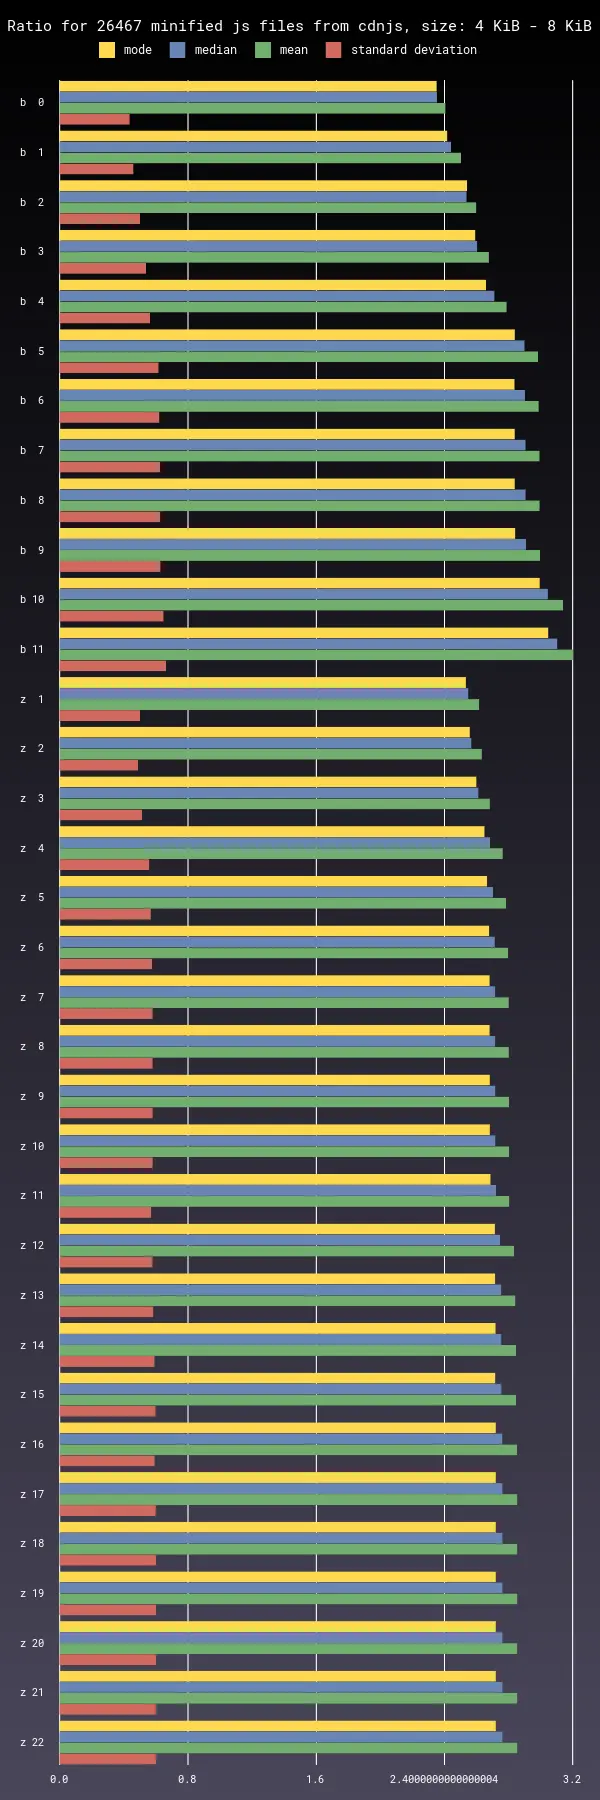 Ratio for 26467 minified js files from cdnjs, size: 4 KiB - 8 KiB
mode median mean standard deviation
b 0
b 1
b 2
b 3
b 4
b 5
b 6
b 7
b 8
b 9
b 10
b 11
z 1
z 2
z 3
z 4
z 5
z 6
z 7
z 8
z 9
z 10
z 11
z 12
z 13
z 14
z 15
z 16
z 17
z 18
z 19
z 20
z 21
z 22
0.0 0.8 1.6 2.4000000000000004 3.2